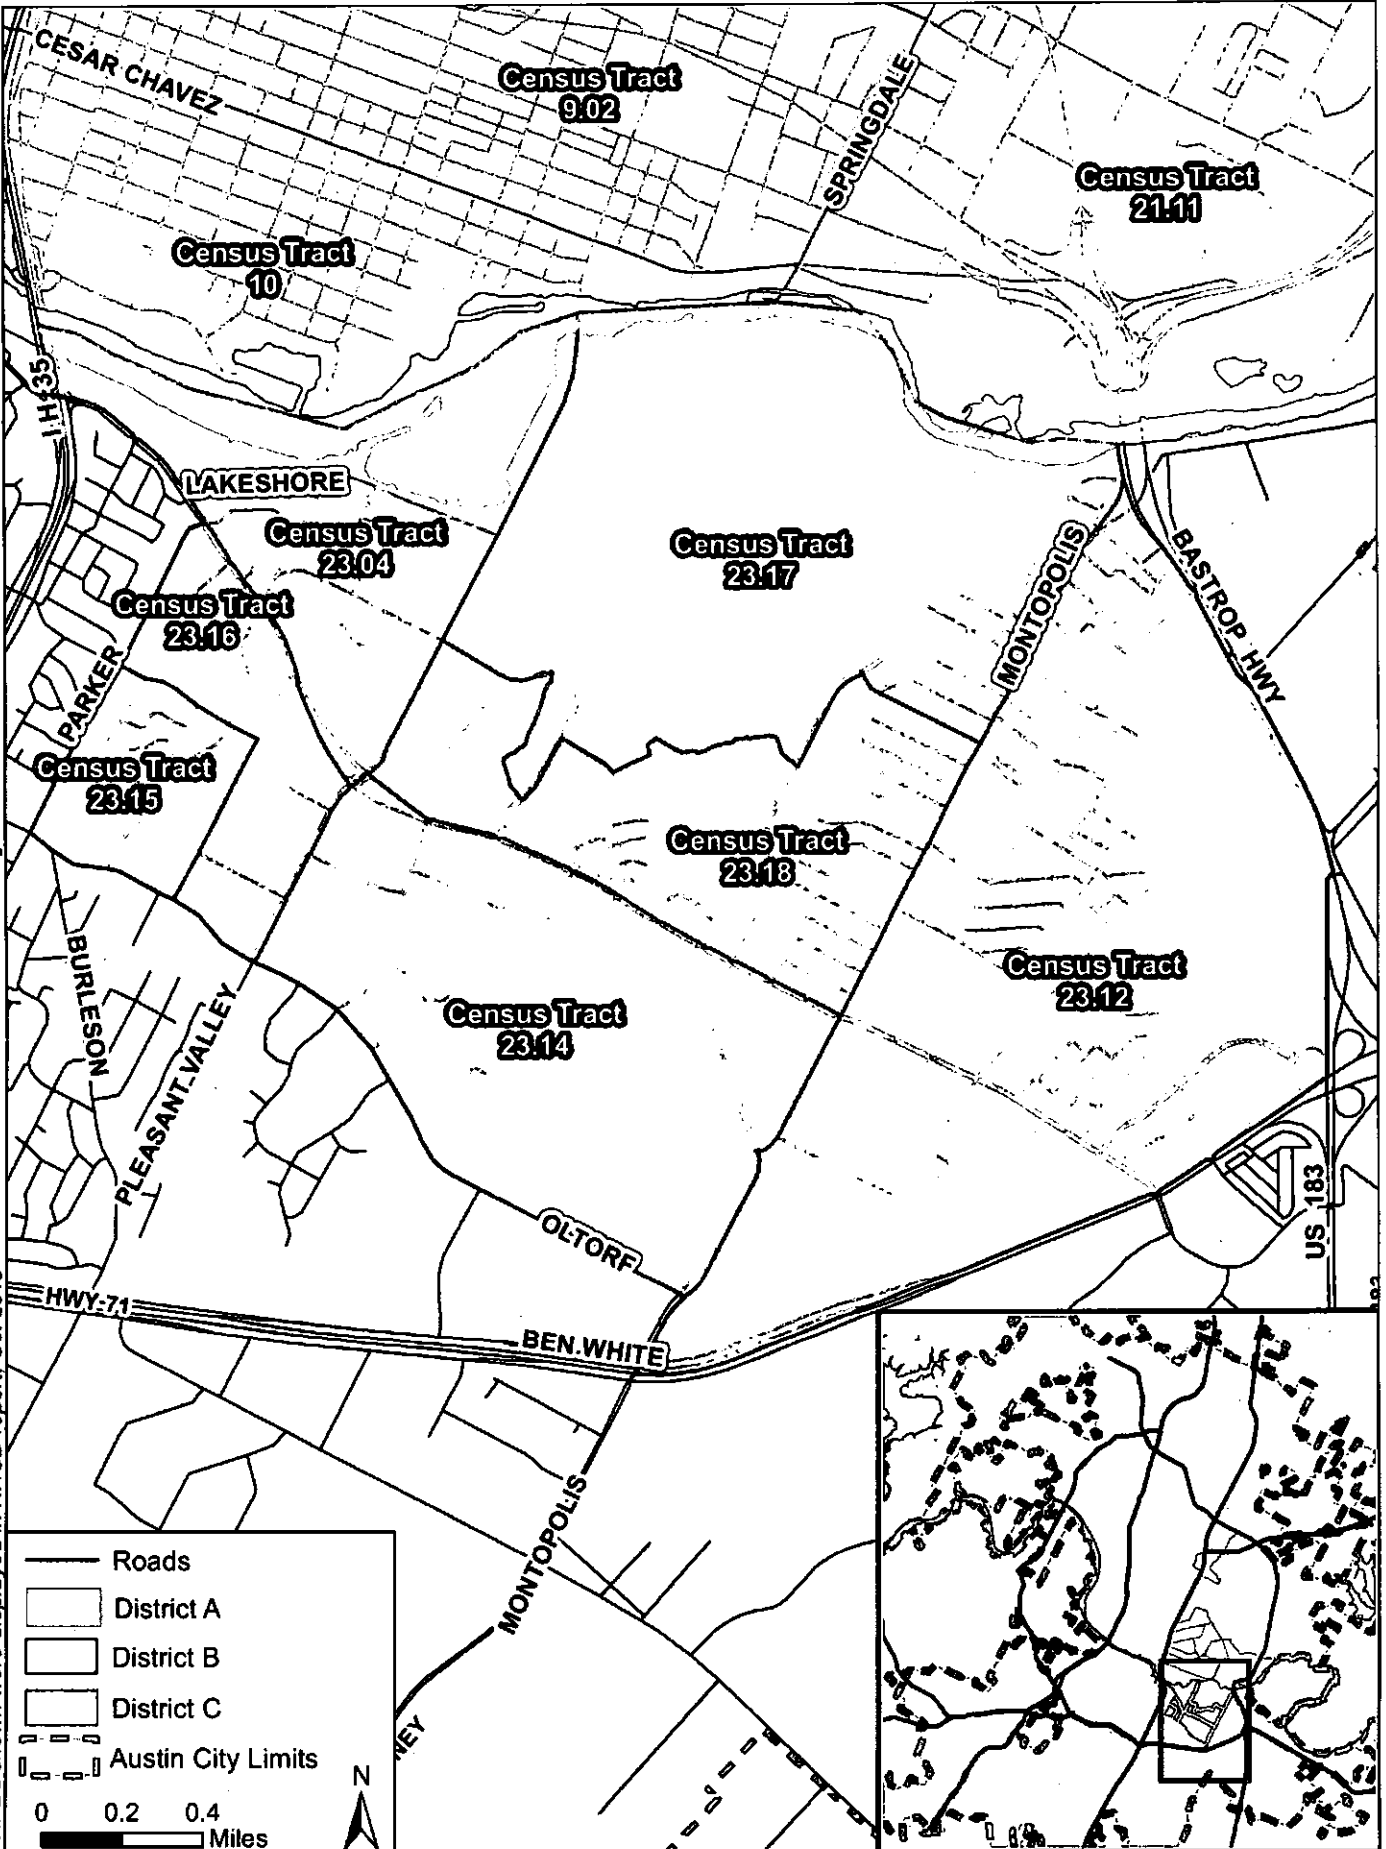 CESAR CHAVEZ
Census Tract
9.02
SPRINGDALE
Census Tract
21.11
Census Tract
10
I H 35
LAKESHORE
Census Tract
23.04
Census Tract
23.17
MONTOPOLIS
BASTROP HWY
Census Tract
23.16
PARKER
Census Tract
23.15
Census Tract
23.18
BURLESON
PLEASANT VALLEY
Census Tract
23.14
Census Tract
23.12
US 183
OLTORF
HWY 71
BEN WHITE
MONTOPOLIS
Roads
District A
District B
District C
Austin City Limits
N
0 0.2 0.4
Miles